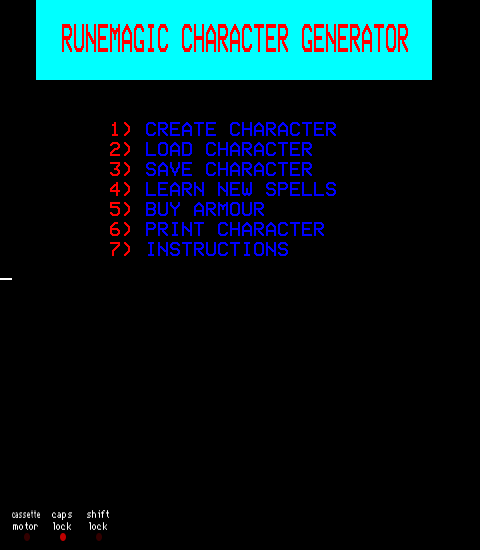 RUNEMAGIC CHARACTER GENERATOR
1) CREATE CHARACTER
2) LOAD CHARACTER
3) SAVE CHARACTER
4) LEARN NEW SPELLS
5) BUY ARMOUR
6) PRINT CHARACTER
7) INSTRUCTIONS
cassette caps shift
motor lock lock